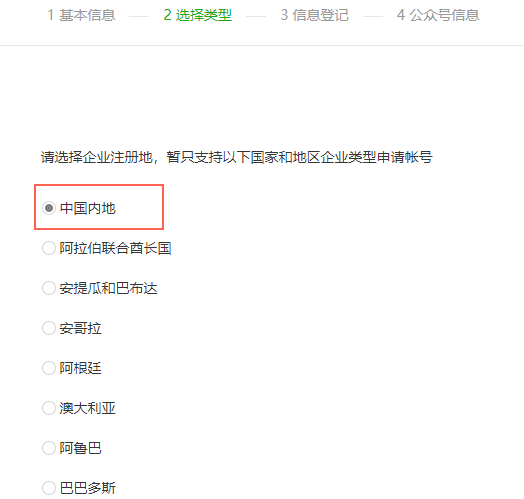 1 基本信息 2 选择类型 3 信息登记 4 公众号信息
请选择企业注册地，暂只支持以下国家和地区企业类型申请帐号
中国内地
阿拉伯联合酋长国
安提瓜和巴布达
安哥拉
阿根廷
澳大利亚
阿鲁巴
巴巴多斯